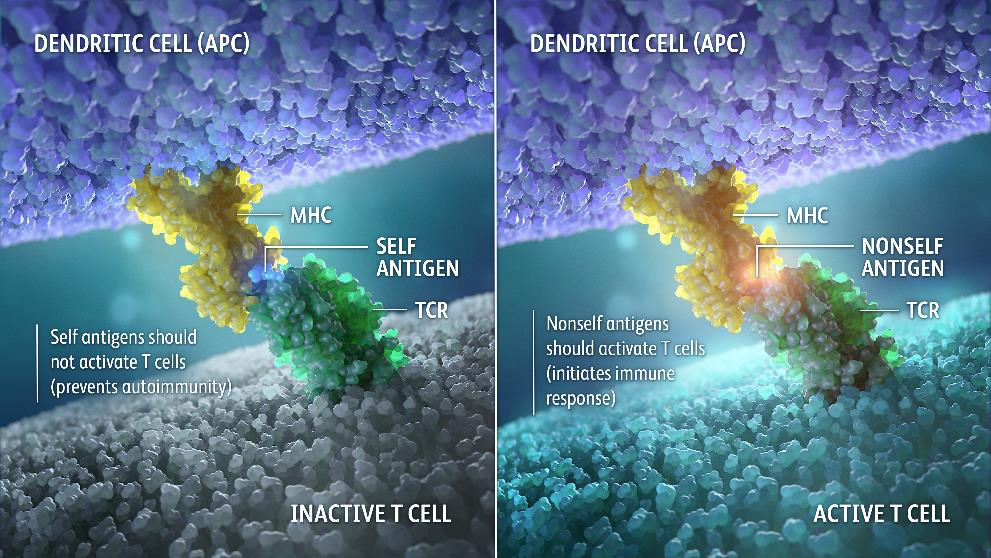 DENDRITIC CELL (APC)
MHC
SELF
ANTIGEN
TCR
Self antigens should
not activate T cells
(prevents autoimmunity)
INACTIVE T CELL
DENDRITIC CELL (APC)
MHC
NONSELF
ANTIGEN
TCR
Nonself antigens
should activate T cells
(initiates immune
response)
ACTIVE T CELL